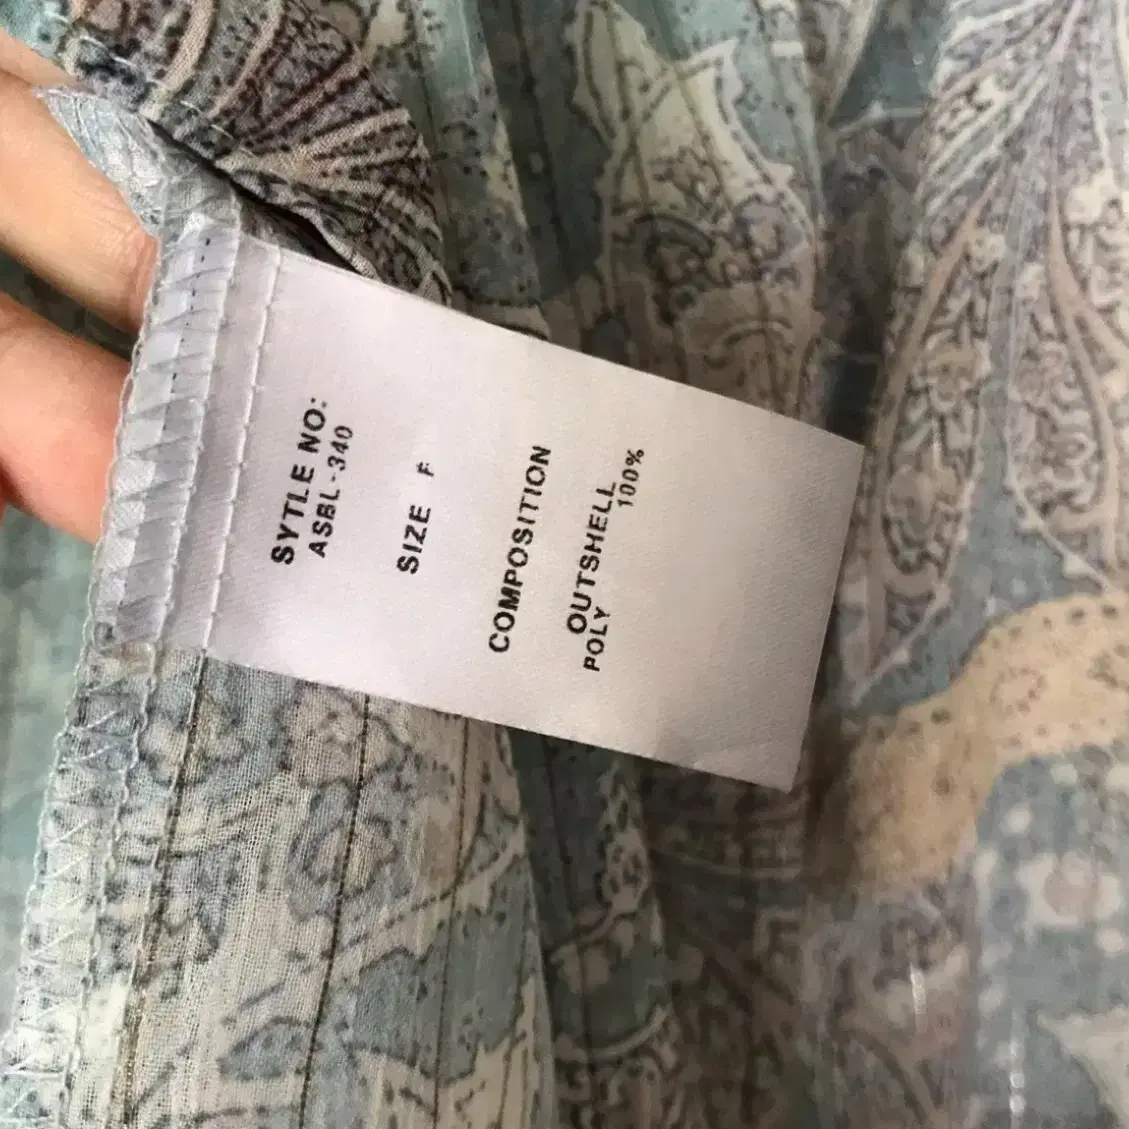 SYTLE NO:
ASBL-340
SIZE F
COMPOSITION
OUTSHELL
POLY 100%